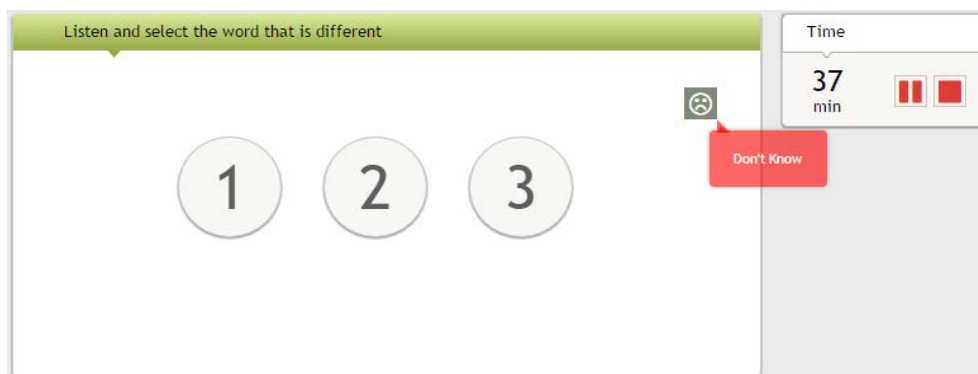 Listen and select the word that is different
Time
37
min
Don't Know
1 2 3